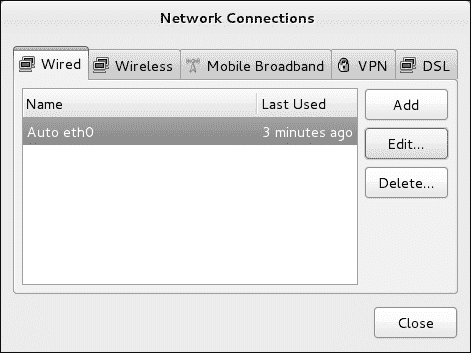 Network Connections
Wired Wireless Mobile Broadband VPN DSL
Name Last Used Add
Auto eth0 3 minutes ago
Edit...
Delete...
Close